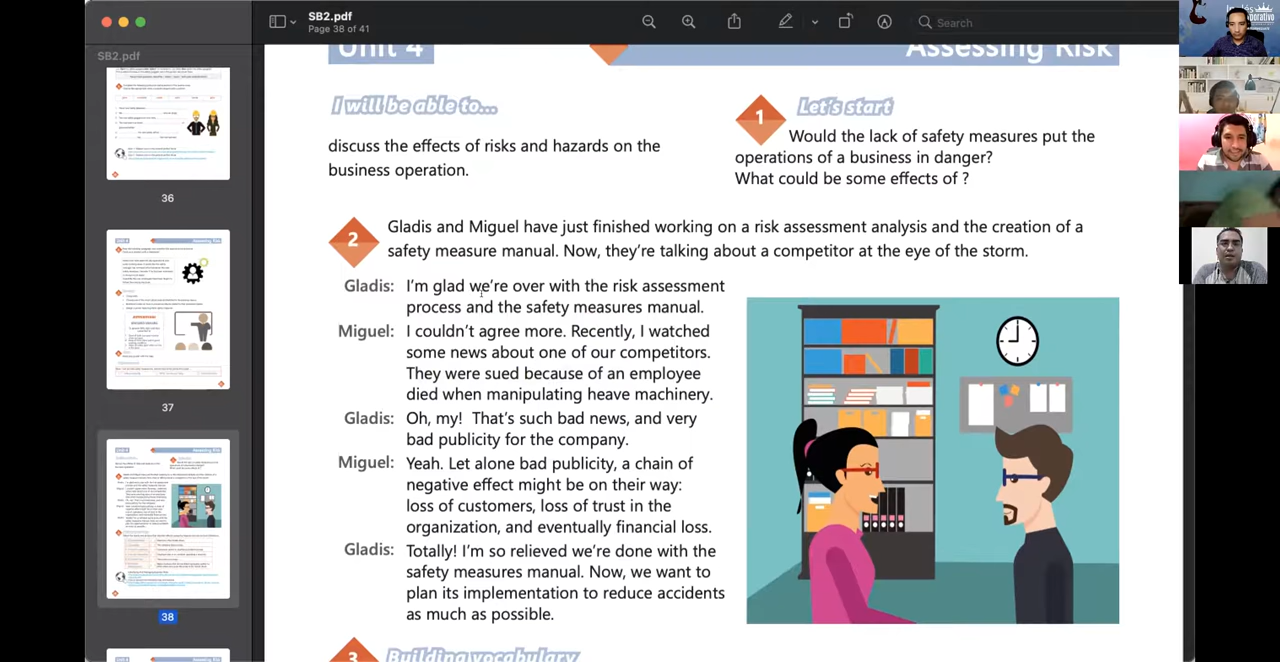 SB2.pdf
Page 38 of 41
Search
SB2.pdf
36
37
38
Unit 4
Assessing Risk
I will be able to...
discuss the effects of risks and hazards on the
business operation.
1
Let's start
Would the lack of safety measures put the
operations of a business in danger?
What could be some effects of ?
2
Gladis and Miguel have just finished working on a risk assessment analysis and the creation of a
safety measures manual. Now, they're talking about a competitor in the eye of the storm.
Gladis: I'm glad we're over with the risk assessment
process and the safety measures manual.
Miguel: I couldn't agree more. Recently, I learned
some news about one of our competitors.
They were sued because of an employee
died when manipulating heave machinery.
Gladis: Oh, my! That's such bad news, and very
bad publicity for the company.
Miguel: Yeah! Let alone bad publicity, a chain of
negative effect might be on the way:
loss of customers, loss of trust in the
organization and eventually financial loss.
Gladis: Today, I'm so relieved we're done with the
manual. Now, we want to
plan its implementation to reduce accidents
as much as possible.
3
Building vocabulary